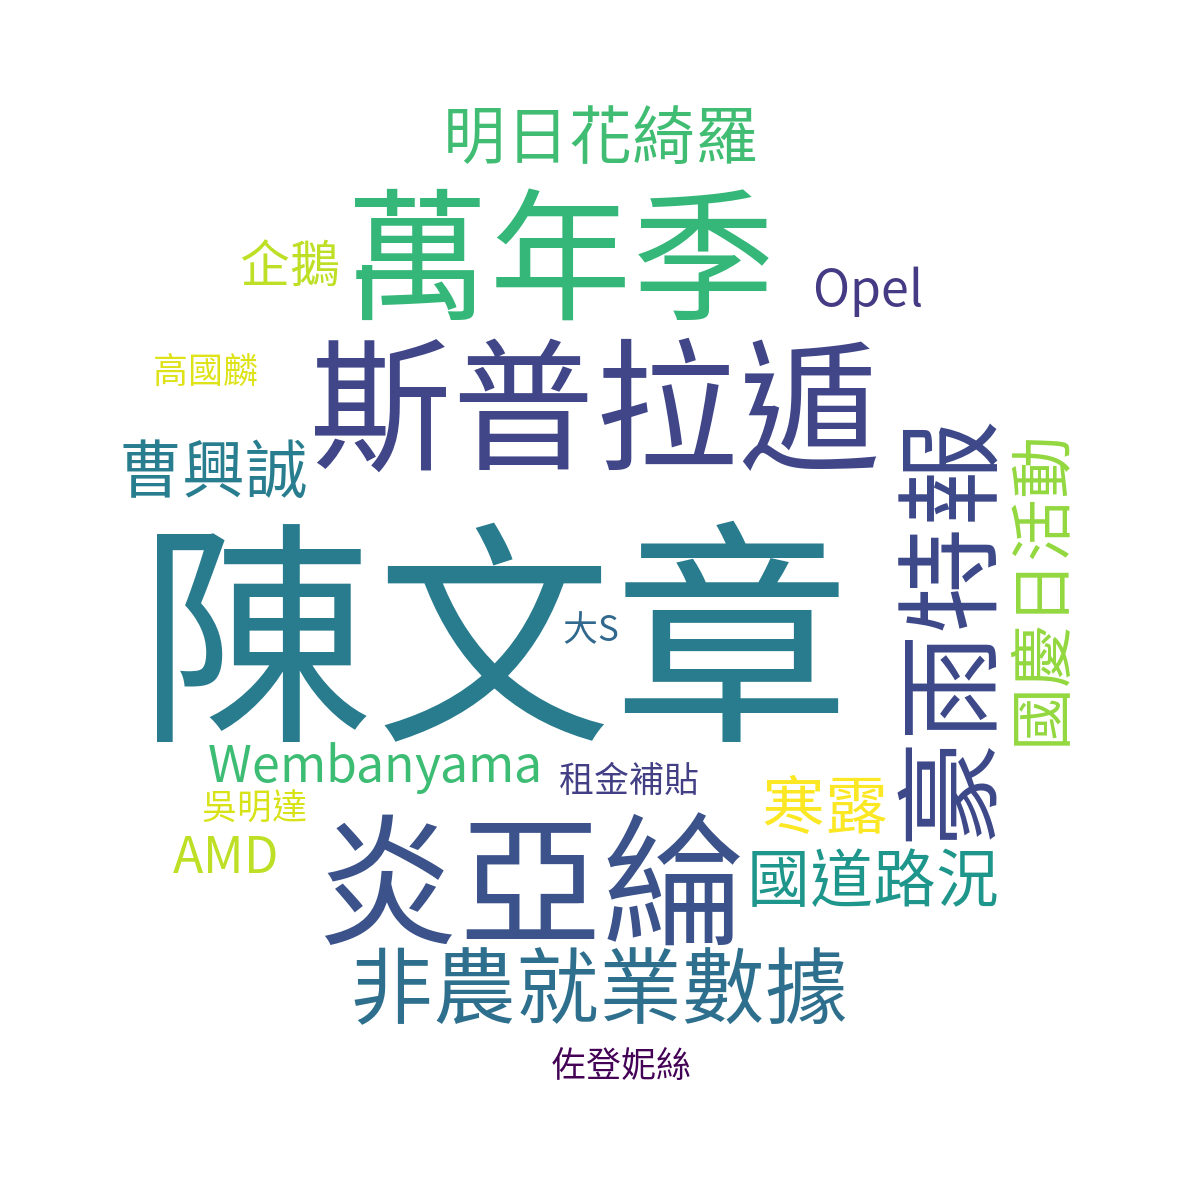 明日花綺羅
萬年季
企鵝
Opel
斯普拉遁
高國麟
曹興誠
豪雨特報
國慶日活動
陳文章
大S
Wembanyama
租金補貼
吳明達
寒露
AMD
炎亞綸
國道路況
非農就業數據
佐登妮絲